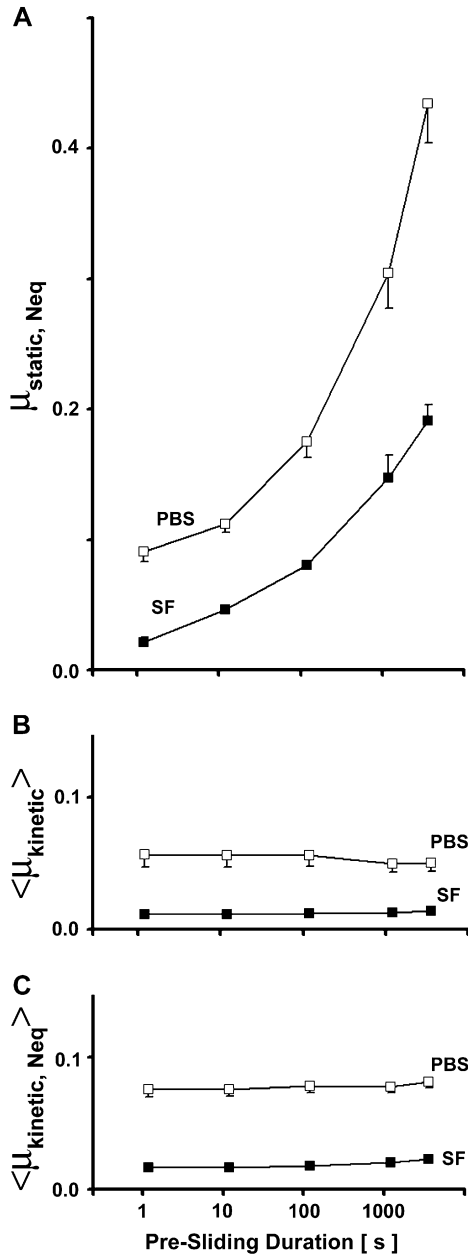 A
0.4
μstatic, Neq
0.2
PBS
SF
0.0
B
<μkinetic>
0.1
PBS
SF
0.0
C
<μkinetic, Neq>
0.1
PBS
SF
0.0
1 10 100 1000
Pre-Sliding Duration [ s ]